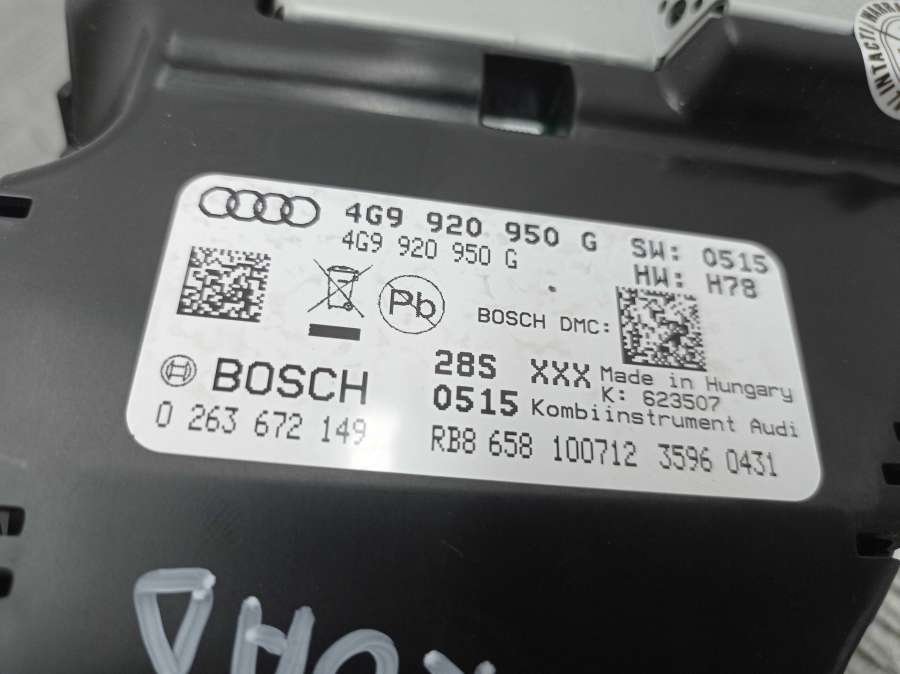 4G9 920 950 G SW: 0515
4G9 920 950 G HW: H78
Pb
BOSCH DMC:
BOSCH 28S XXX Made in Hungary
K: 623507
0515 Kombiinstrument Audi
0 263 672 149 RB8 658 100712 3596 0431